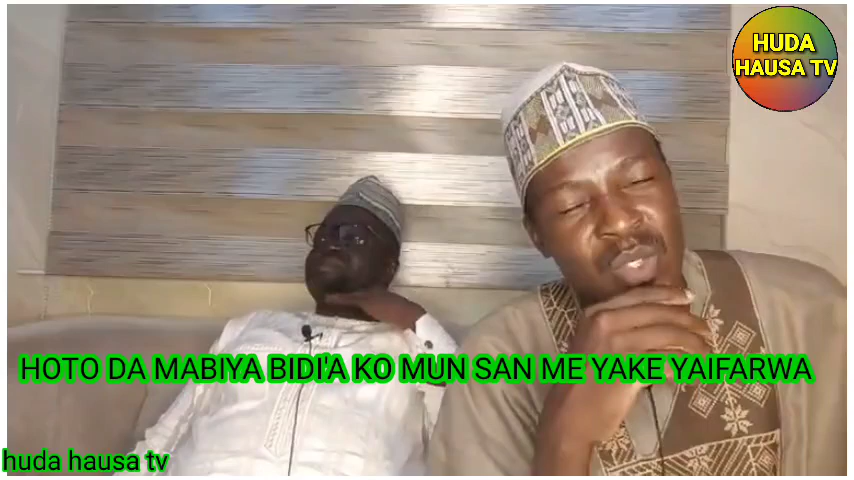 HUDA
HAUSA TV
HOTO DA MABIYA BIDI'A KO MUN SAN ME YAKE YAIFARWA
huda hausa tv